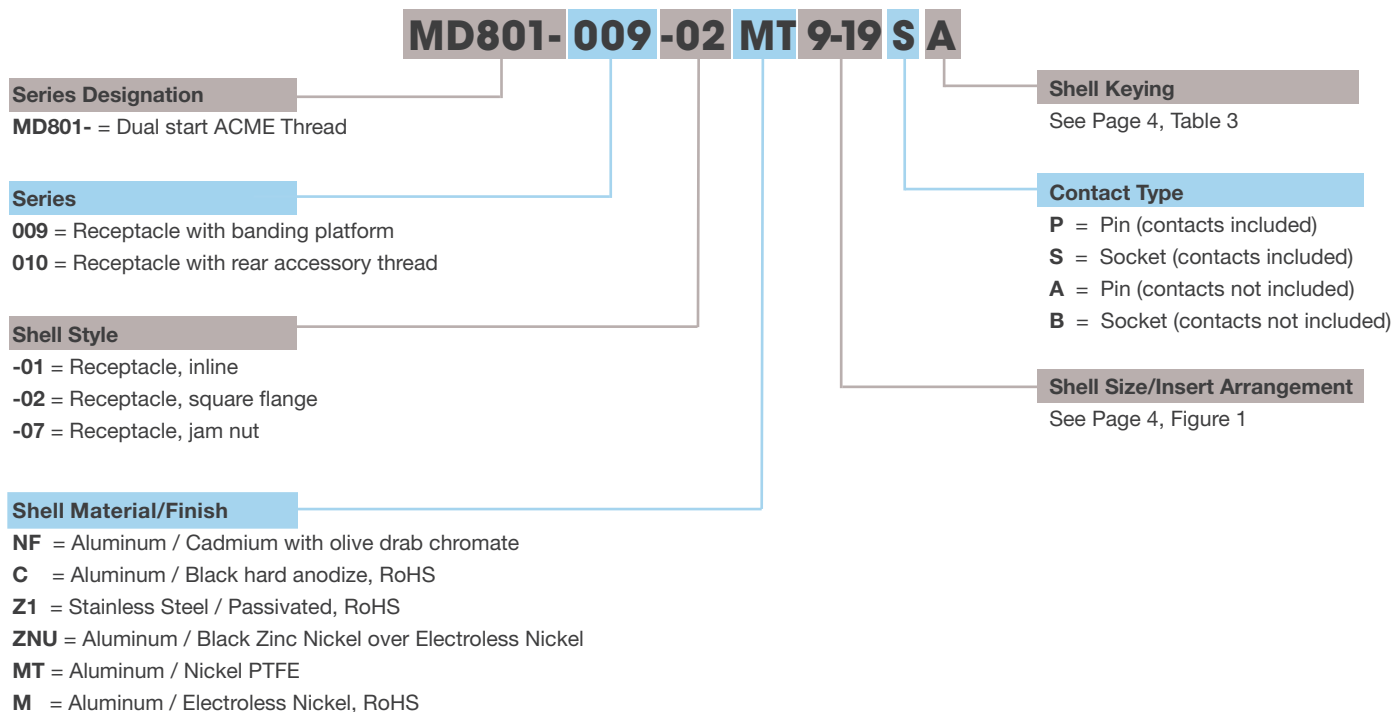 MD801- 009 -02 MT 9-19 S A
Series Designation
MD801- = Dual start ACME Thread
Series
009 = Receptacle with banding platform
010 = Receptacle with rear accessory thread
Shell Style
-01 = Receptacle, inline
-02 = Receptacle, square flange
-07 = Receptacle, jam nut
Shell Material/Finish
NF = Aluminum / Cadmium with olive drab chromate
C = Aluminum / Black hard anodize, RoHS
Z1 = Stainless Steel / Passivated, RoHS
ZNU = Aluminum / Black Zinc Nickel over Electroless Nickel
MT = Aluminum / Nickel PTFE
M = Aluminum / Electroless Nickel, RoHS
Shell Keying
See Page 4, Table 3
Contact Type
P = Pin (contacts included)
S = Socket (contacts included)
A = Pin (contacts not included)
B = Socket (contacts not included)
Shell Size/Insert Arrangement
See Page 4, Figure 1